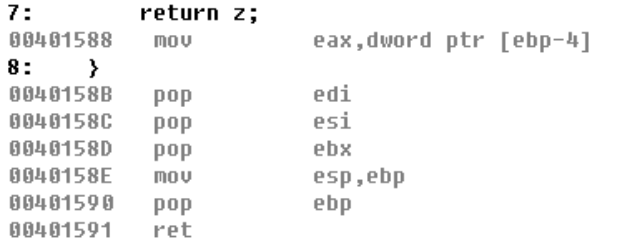 7:        return z;
00401588   mov         eax,dword ptr [ebp-4]
8:    }
0040158B   pop         edi
0040158C   pop         esi
0040158D   pop         ebx
0040158E   mov         esp,ebp
00401590   pop         ebp
00401591   ret